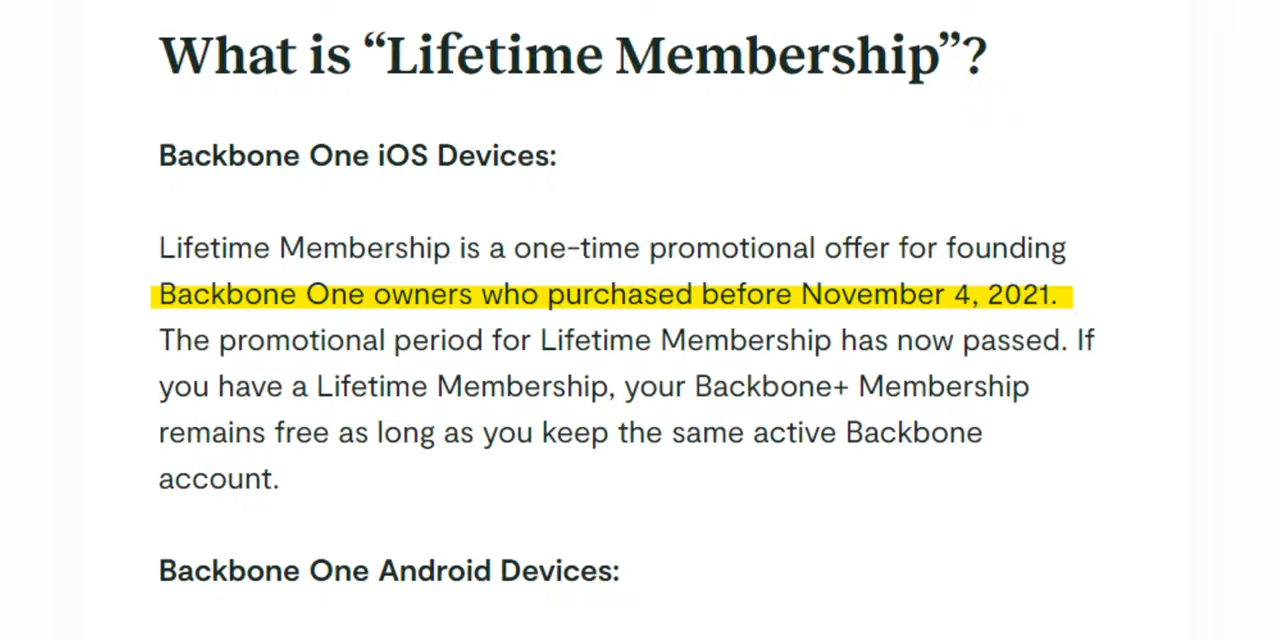 What is “Lifetime Membership”?
Backbone One iOS Devices:
Lifetime Membership is a one-time promotional offer for founding
Backbone One owners who purchased before November 4, 2021.
The promotional period for Lifetime Membership has now passed. If
you have a Lifetime Membership, your Backbone+ Membership
remains free as long as you keep the same active Backbone
account.
Backbone One Android Devices: